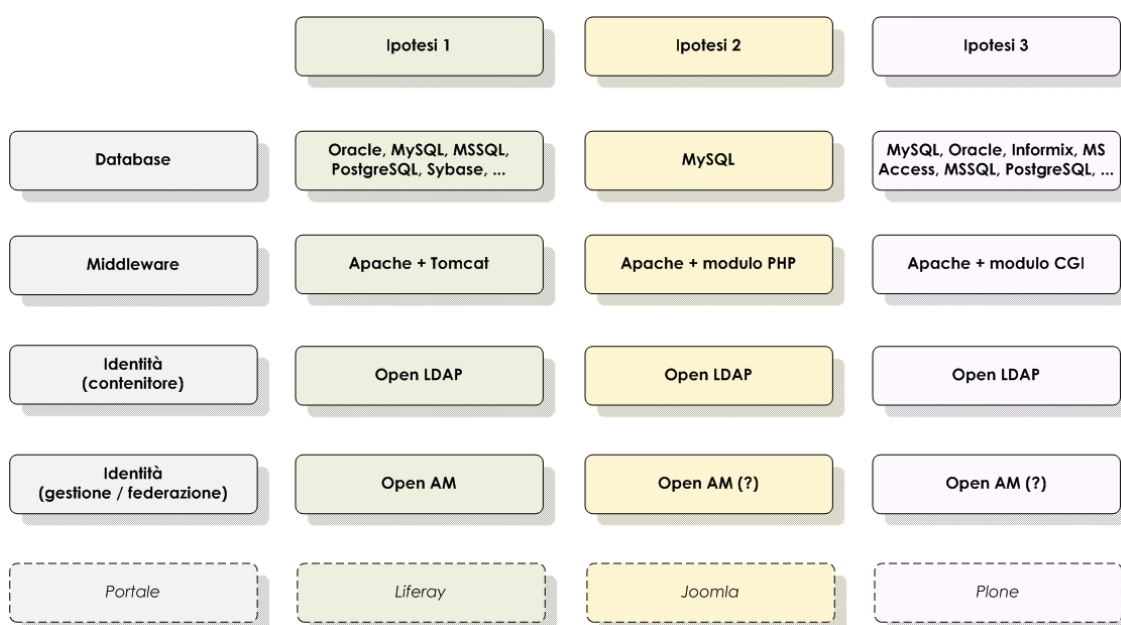 Ipotesi 1
Ipotesi 2
Ipotesi 3
Database
Oracle, MySQL, MSSQL,
PostgreSQL, Sybase, ...
MySQL
MySQL, Oracle, Informix, MS
Access, MSSQL, PostgreSQL, ...
Middleware
Apache + Tomcat
Apache + modulo PHP
Apache + modulo CGI
Identità
(contenitore)
Open LDAP
Open LDAP
Open LDAP
Identità
(gestione / federazione)
Open AM
Open AM (?)
Open AM (?)
Portale
Liferay
Joomla
Plone